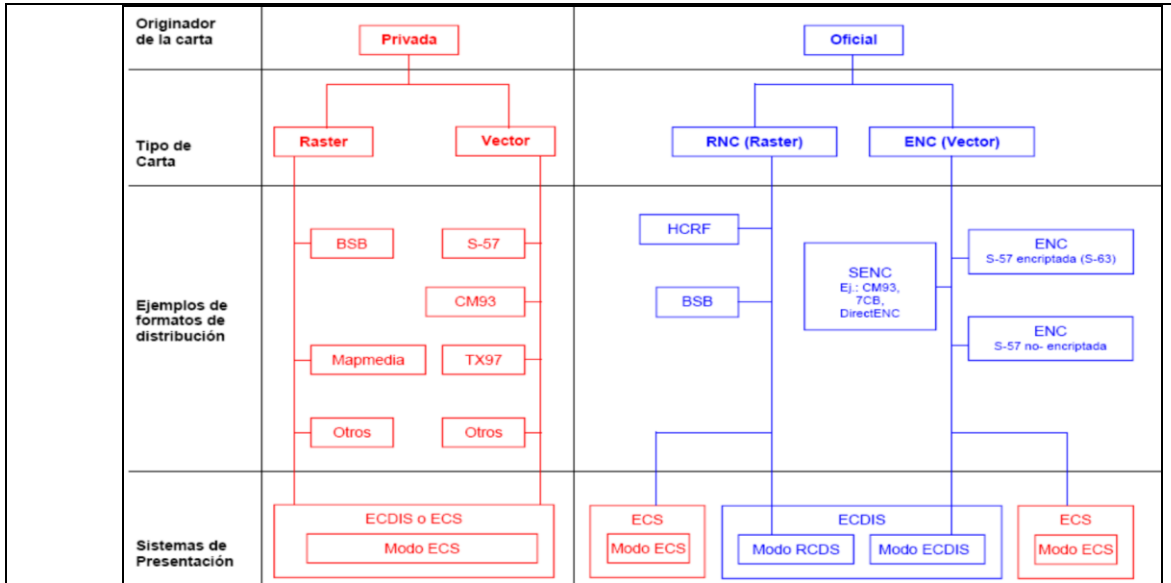 Originador
de la carta
Privada
Oficial
Tipo de
Carta
Raster
Vector
RNC (Raster)
ENC (Vector)
Ejemplos de
formatos de
distribución
BSB
S-57
CM93
Mapmedia
TX97
Otros
Otros
HCRF
BSB
SENC
Ej.: CM93,
7CB,
DirectENC
ENC
S-57 encriptada (S-63)
ENC
S-57 no- encriptada
Sistemas de
Presentación
ECDIS o ECS
Modo ECS
ECS
Modo ECS
ECDIS
Modo RCDS
Modo ECDIS
ECS
Modo ECS